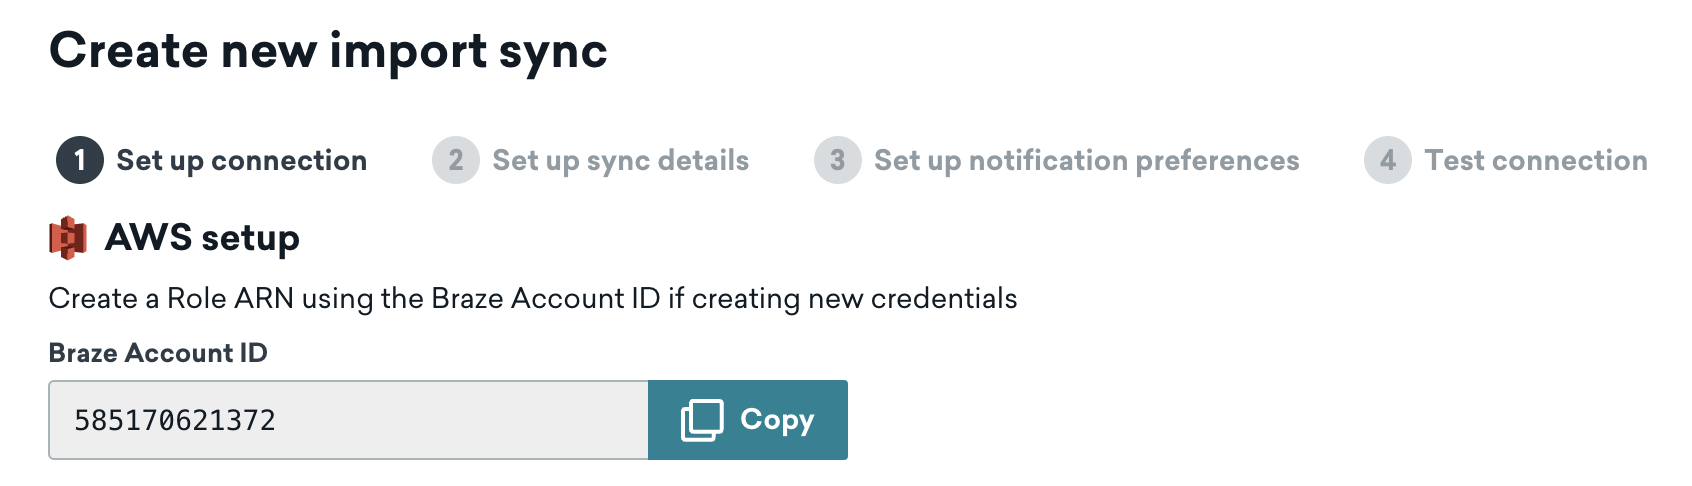 Create new import sync
1 Set up connection 2 Set up sync details 3 Set up notification preferences 4 Test connection
AWS setup
Create a Role ARN using the Braze Account ID if creating new credentials
Braze Account ID
585170621372 Copy